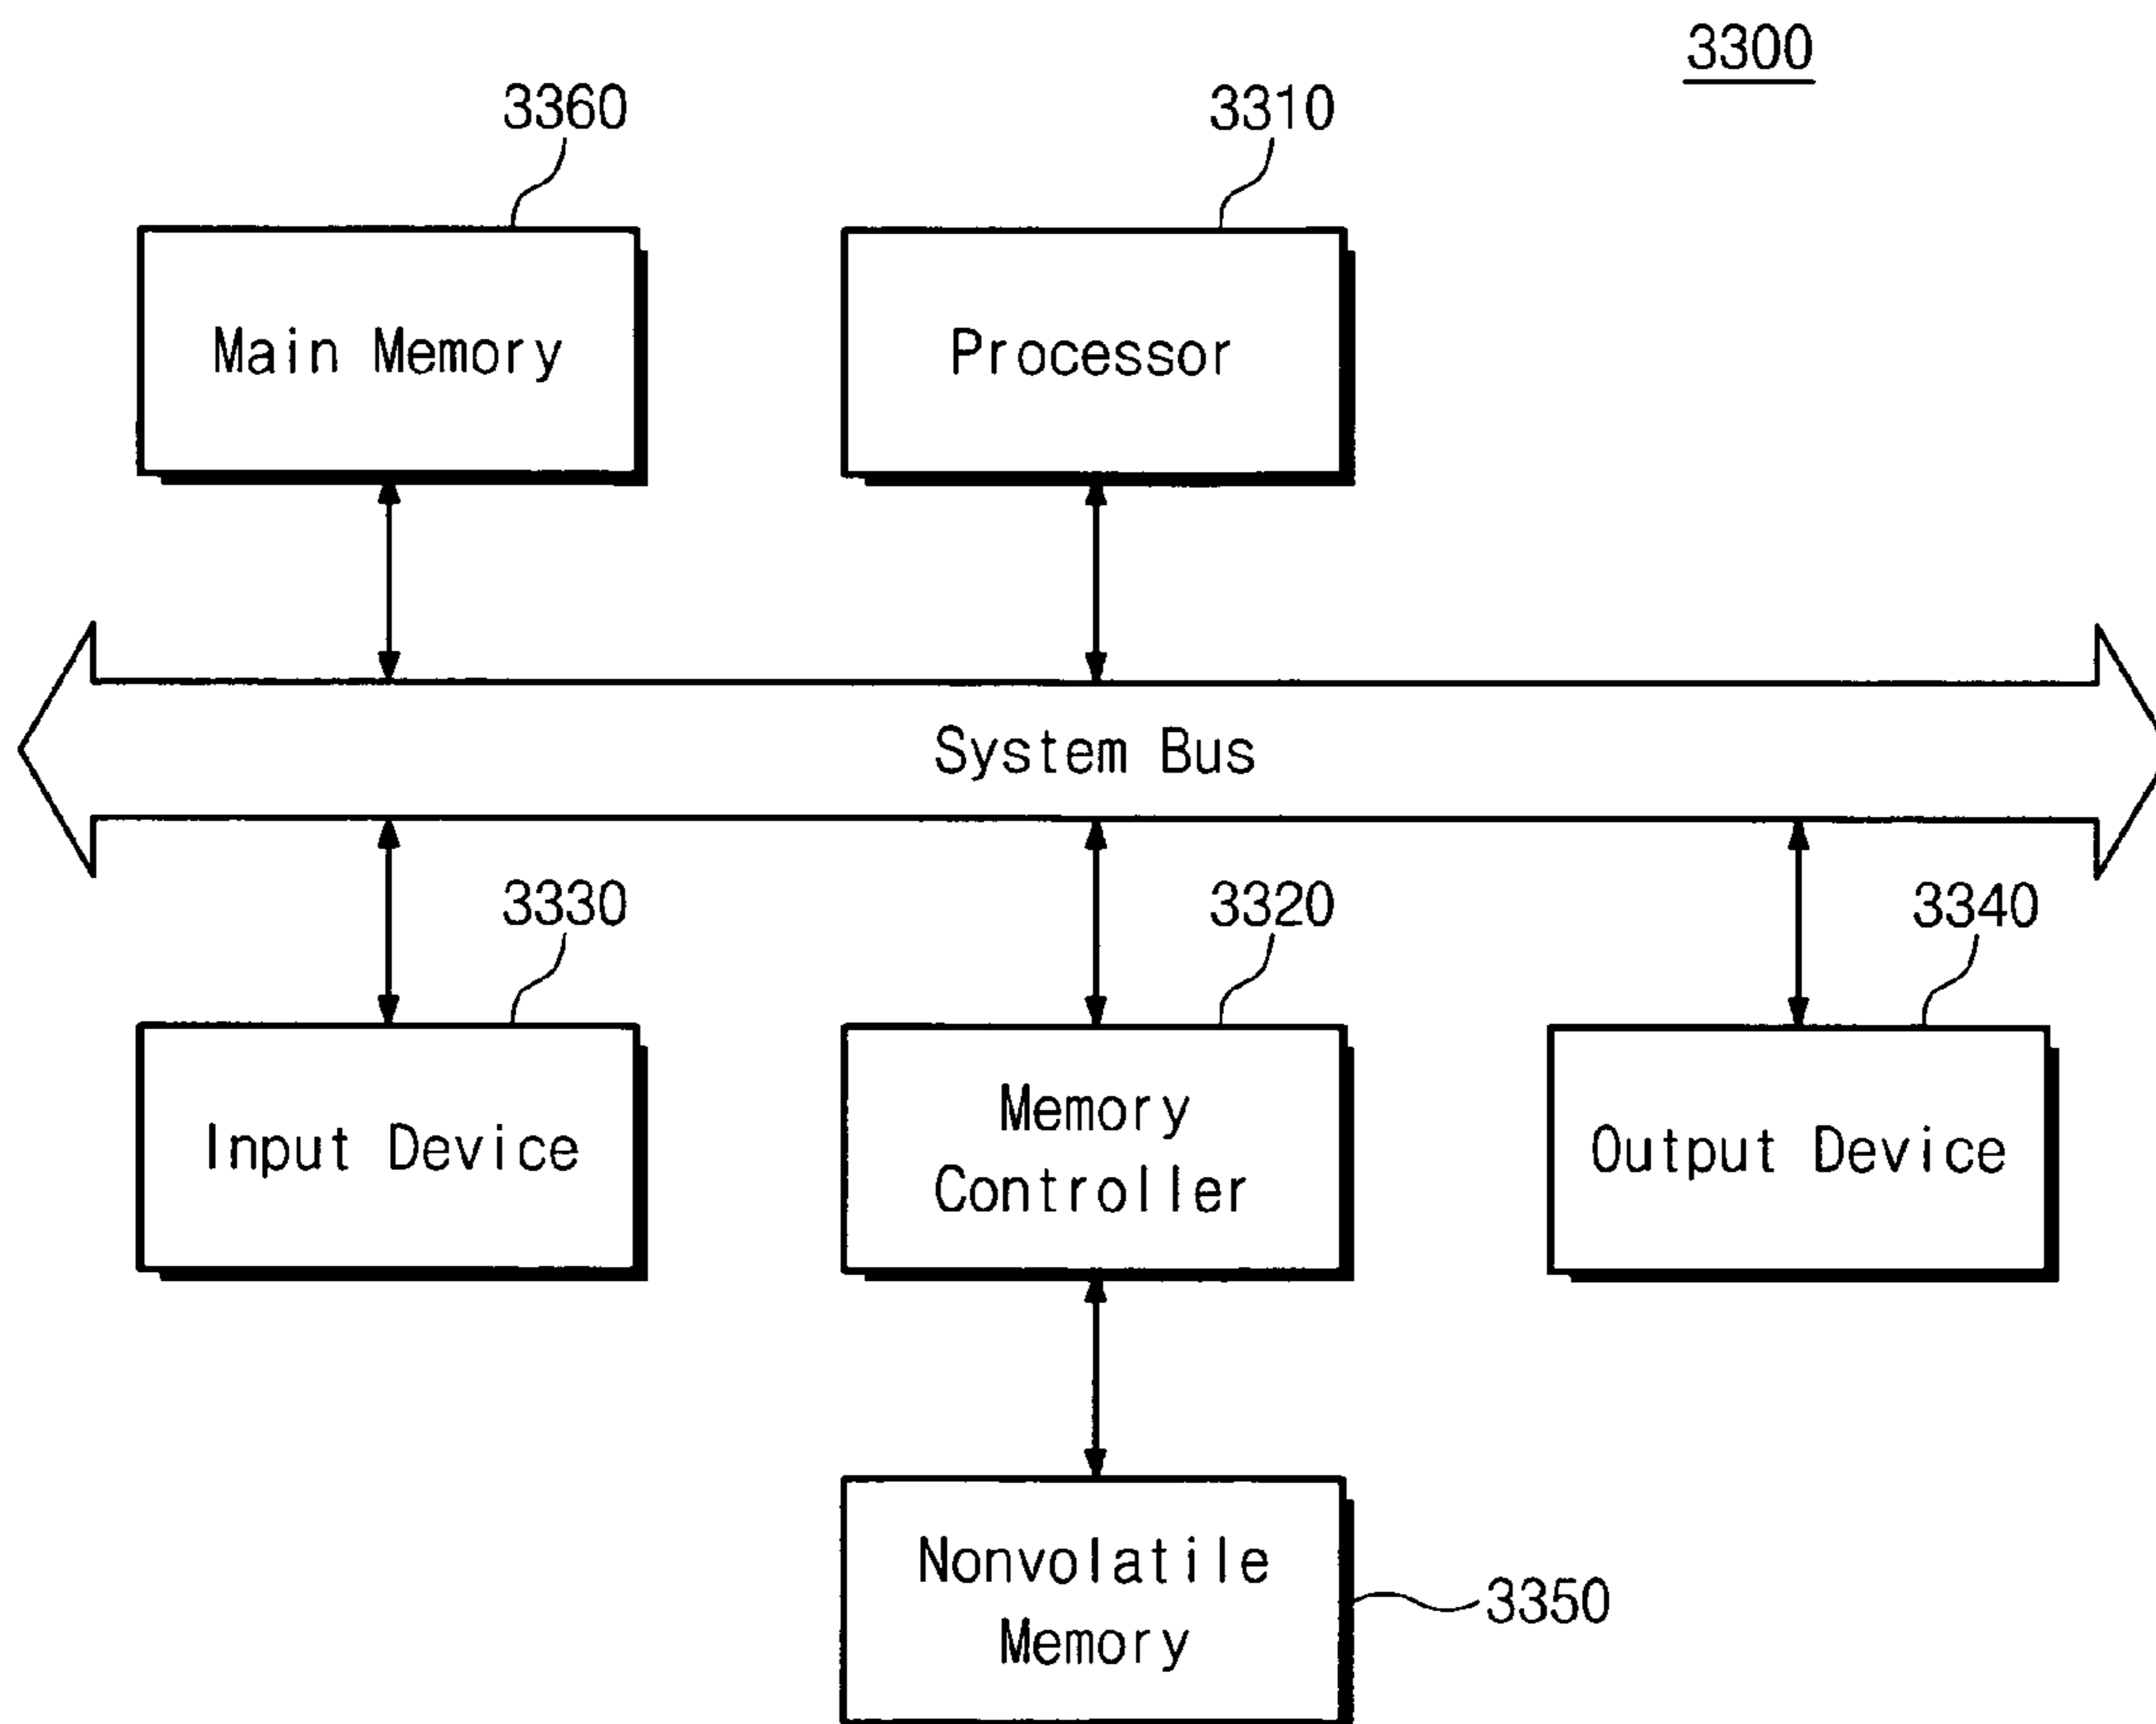 3300
3360
3310
Main Memory
Processor
System Bus
3330
3320
3340
Input Device
Memory
Controller
Output Device
Nonvolatile
Memory
3350